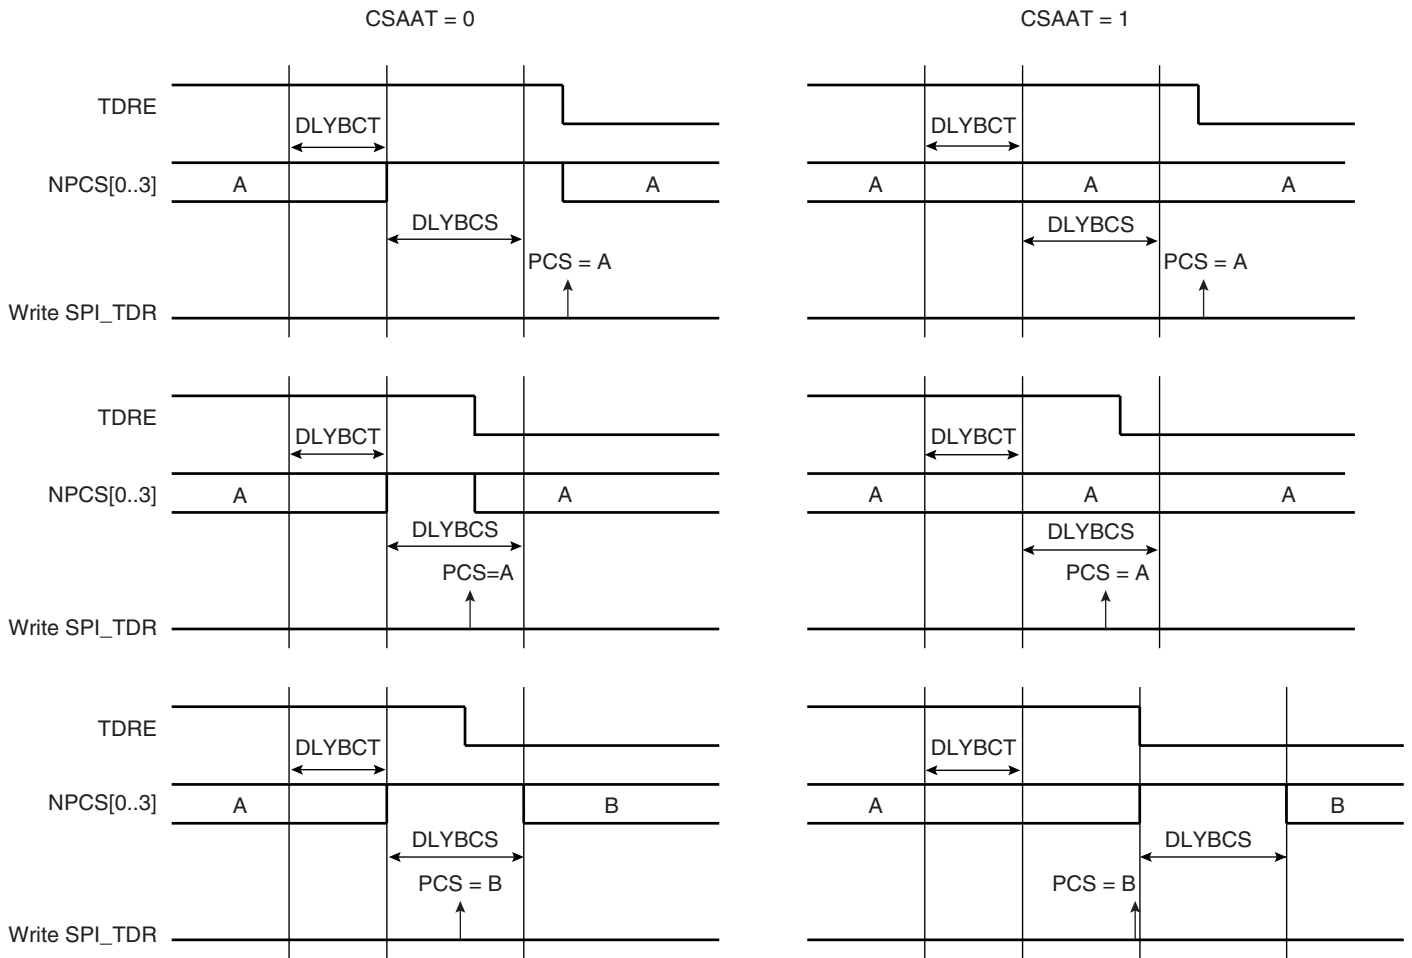 CSAAT = 0 CSAAT = 1
TDRE
DLYBCT DLYBCT
NPCS[0..3] A A A A A
DLYBCS DLYBCS
PCS = A PCS = A
Write SPI_TDR
TDRE
DLYBCT DLYBCT
NPCS[0..3] A A A A A
DLYBCS DLYBCS
PCS=A PCS = A
Write SPI_TDR
TDRE
DLYBCT DLYBCT
NPCS[0..3] A B A B
DLYBCS DLYBCS
PCS = B PCS = B
Write SPI_TDR